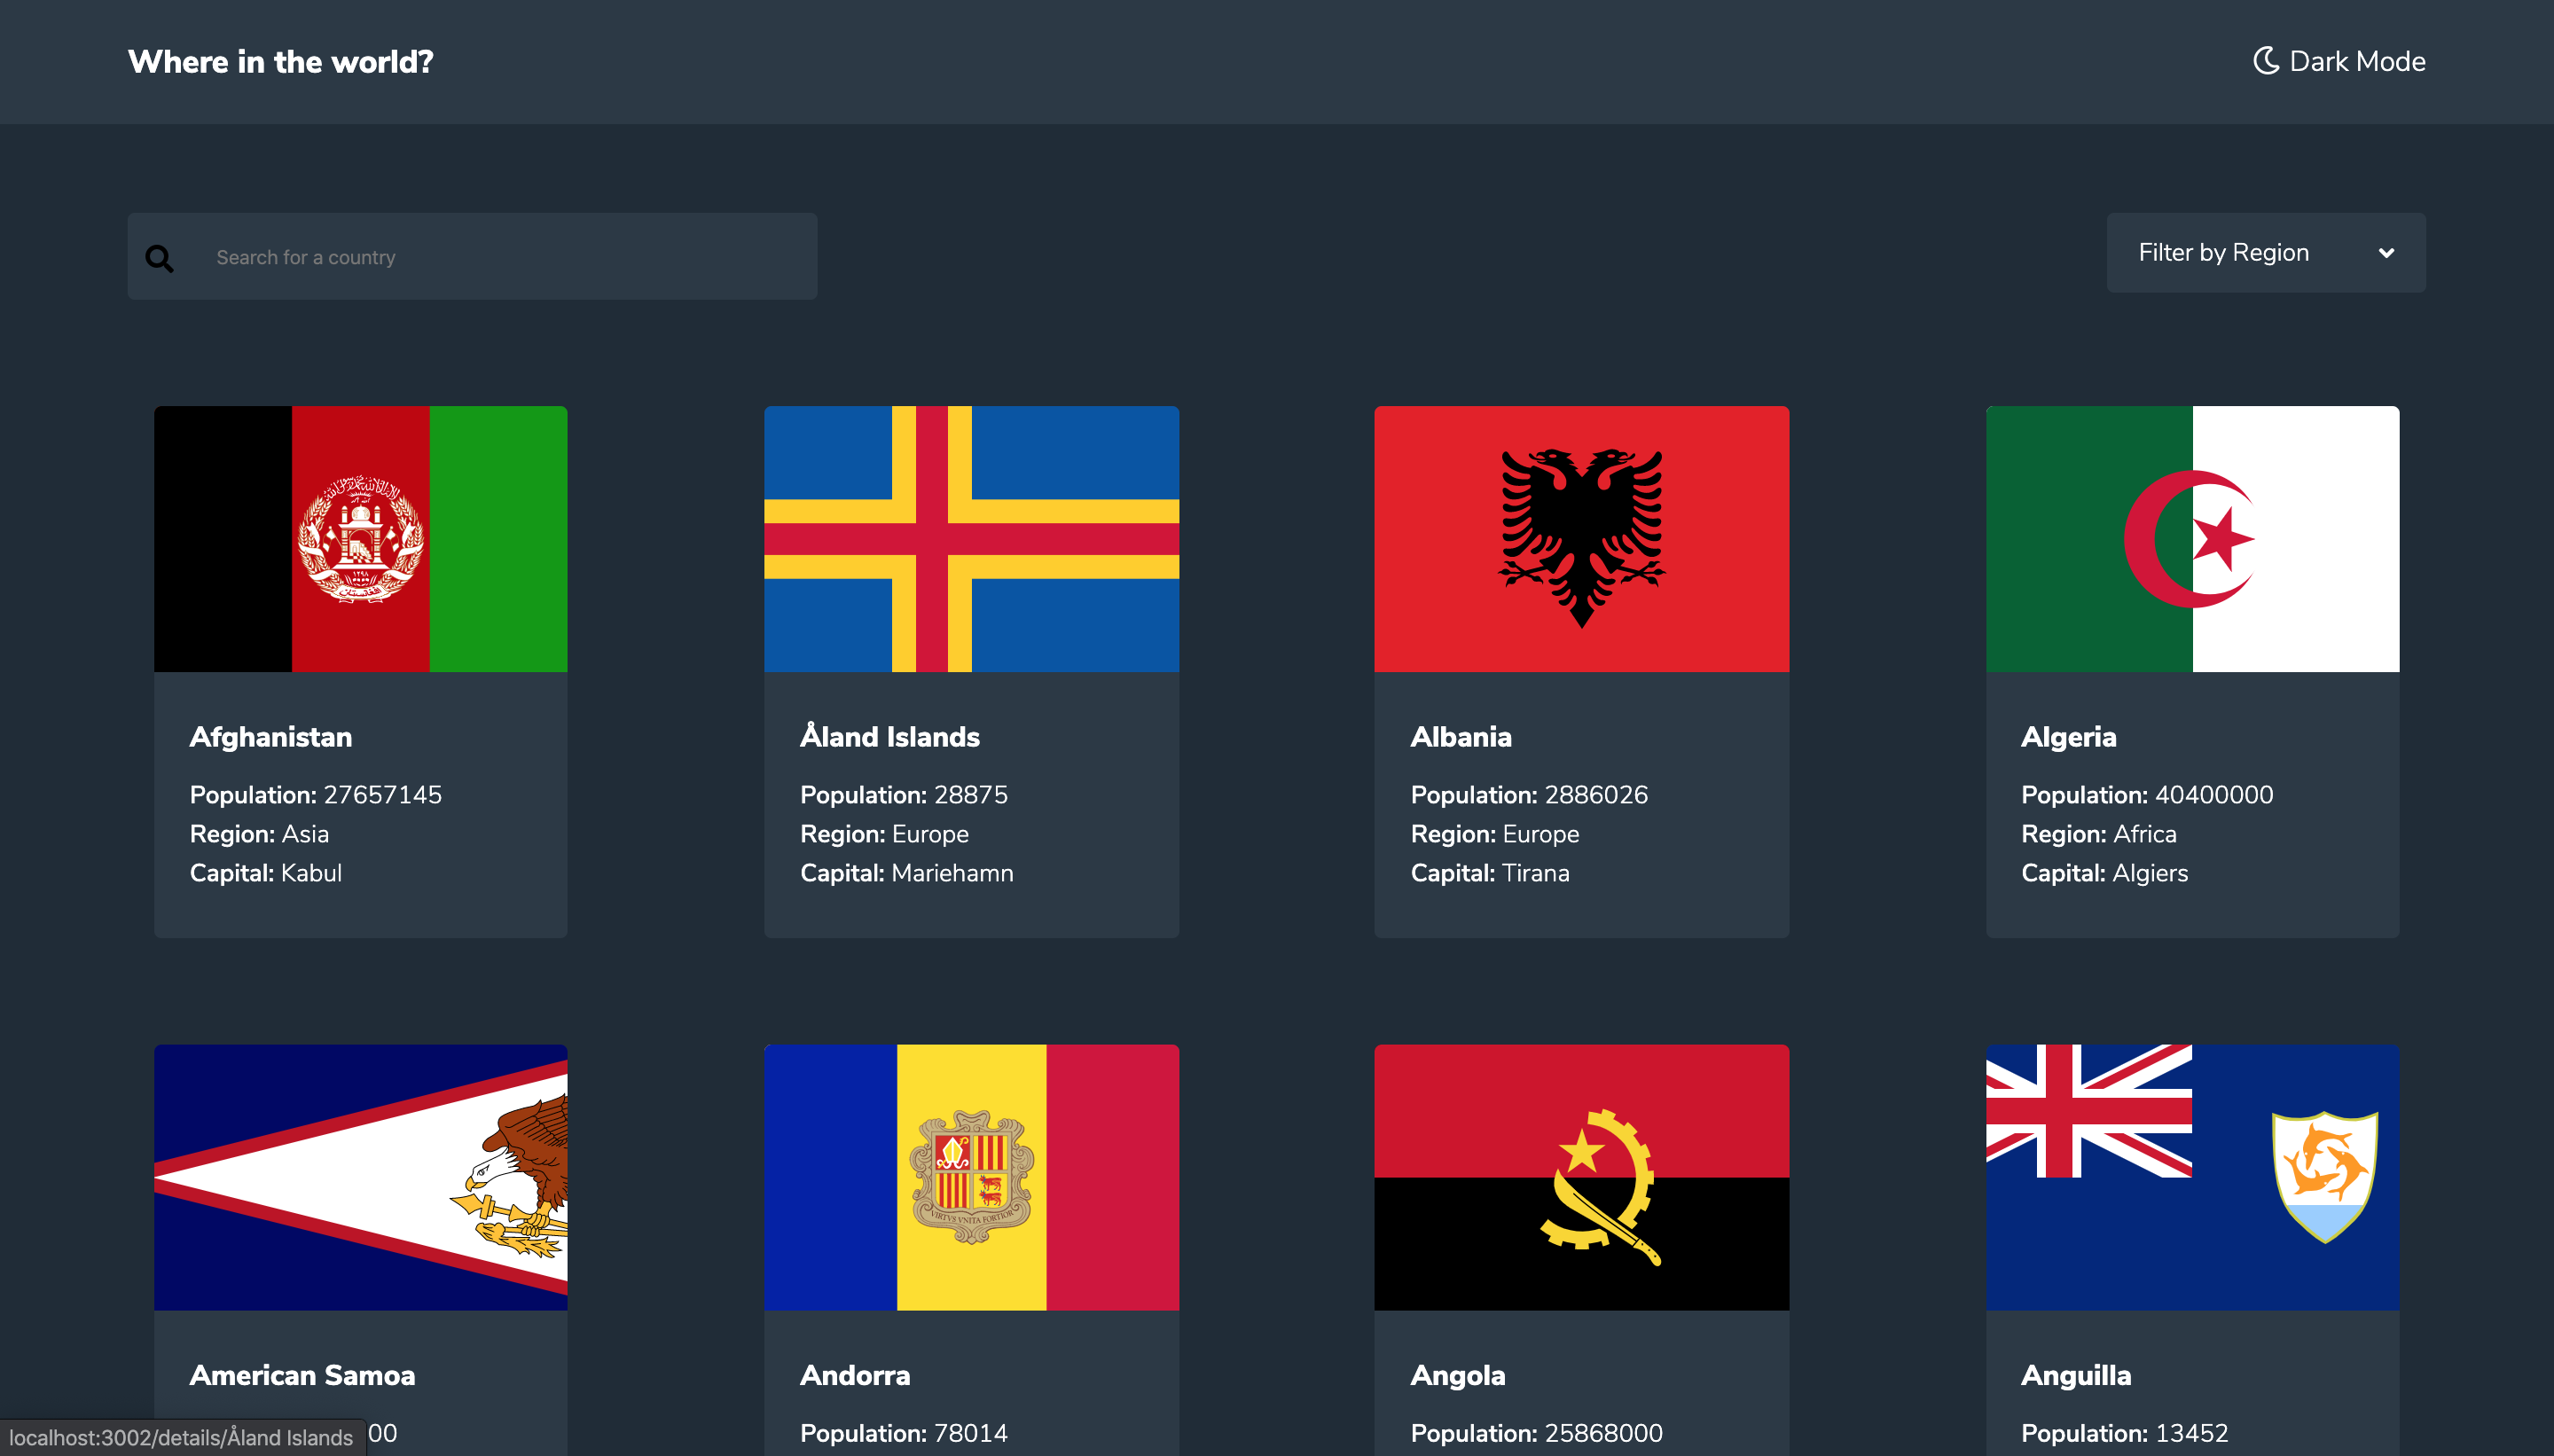 Where in the world?
Dark Mode
Search for a country
Filter by Region
Afghanistan
Population: 27657145
Region: Asia
Capital: Kabul
Åland Islands
Population: 28875
Region: Europe
Capital: Mariehamn
Albania
Population: 2886026
Region: Europe
Capital: Tirana
Algeria
Population: 40400000
Region: Africa
Capital: Algiers
VIRTVS VNITA FORTIOR
American Samoa
00
Andorra
Population: 78014
Angola
Population: 25868000
Anguilla
Population: 13452
localhost:3002/details/Åland Islands